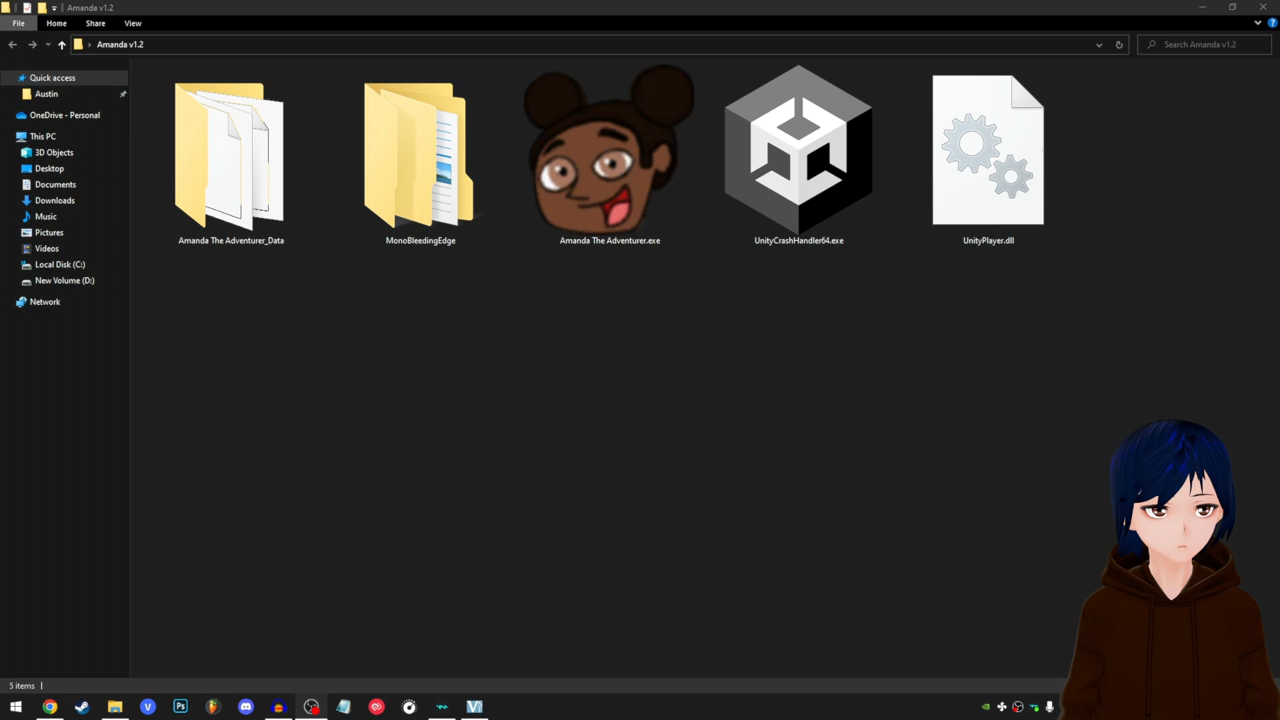 Amanda v1.2
File Home Share View
Amanda v1.2
Search Amanda v1.2
Quick access
Austin
OneDrive - Personal
This PC
3D Objects
Desktop
Documents
Downloads
Music
Pictures
Videos
Local Disk (C:)
New Volume (D:)
Network
Amanda The Adventurer_Data
MonoBleedingEdge
Amanda The Adventurer.exe
UnityCrashHandler64.exe
UnityPlayer.dll
5 items
Ps